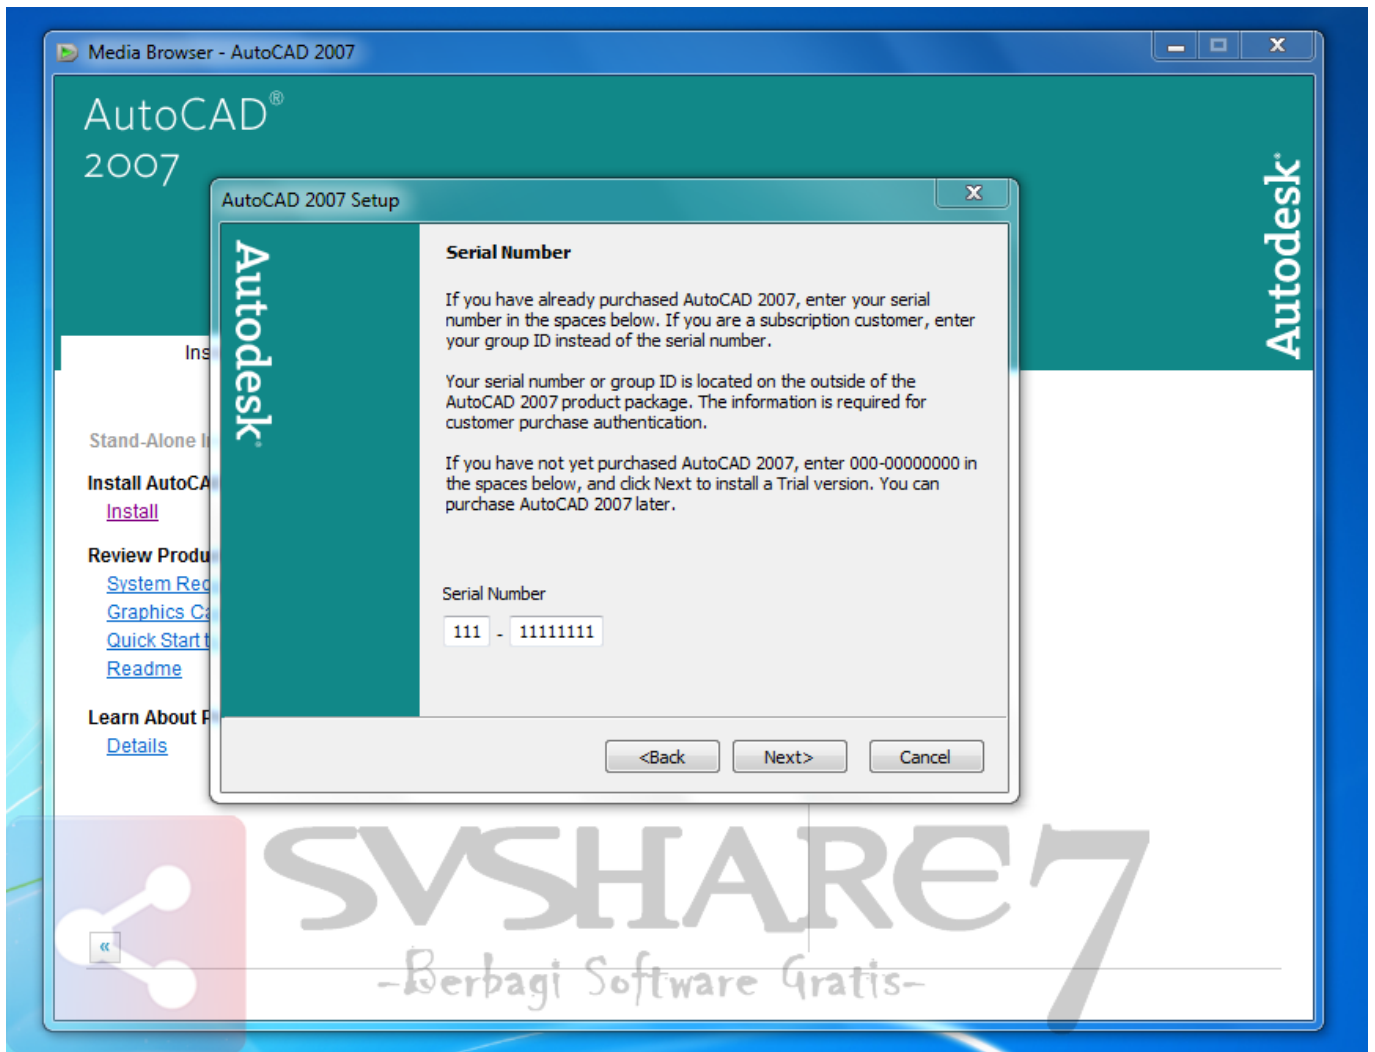 Media Browser - AutoCAD 2007
AutoCAD®
2007
Autodesk
AutoCAD 2007 Setup
Autodesk
Serial Number
If you have already purchased AutoCAD 2007, enter your serial
number in the spaces below. If you are a subscription customer, enter
your group ID instead of the serial number.
Your serial number or group ID is located on the outside of the
AutoCAD 2007 product package. The information is required for
customer purchase authentication.
If you have not yet purchased AutoCAD 2007, enter 000-00000000 in
the spaces below, and click Next to install a Trial version. You can
purchase AutoCAD 2007 later.
Serial Number
111 - 11111111
<Back Next> Cancel
Ins
Stand-Alone I
Install AutoCA
Install
Review Produ
System Req
Graphics Ca
Quick Start t
Readme
Learn About P
Details
«
SVSHARE7
-Berbagi Software Gratis-